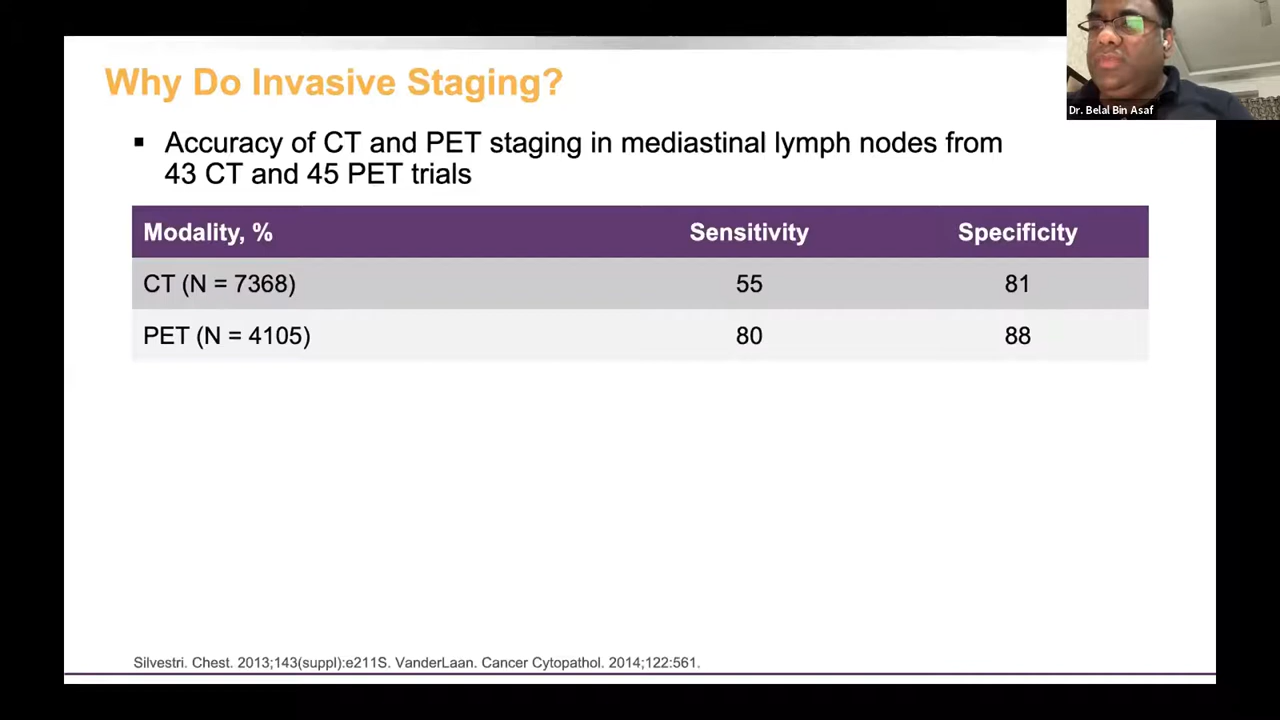 Why Do Invasive Staging?
Dr. Belal Bin Asaf
▪ Accuracy of CT and PET staging in mediastinal lymph nodes from
43 CT and 45 PET trials
Modality, % Sensitivity Specificity
CT (N = 7368) 55 81
PET (N = 4105) 80 88
Silvestri. Chest. 2013;143(suppl):e211S. VanderLaan. Cancer Cytopathol. 2014;122:561.